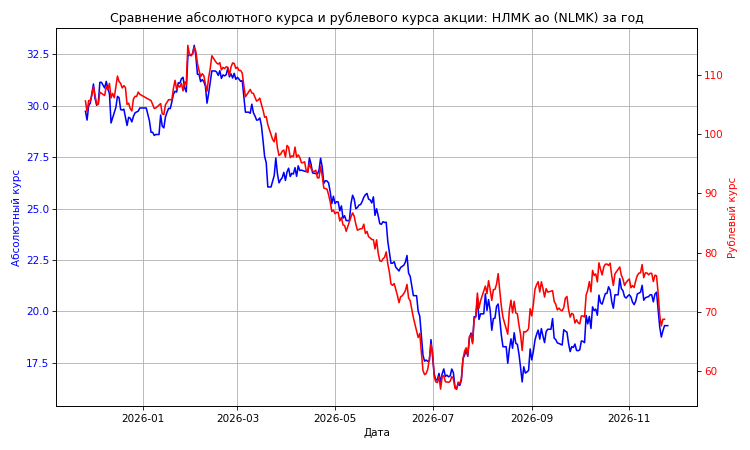 Сравнение абсолютного курса и рублевого курса акции: НЛМК ао (NLMK) за год
Абсолютный курс
32.5
30.0
27.5
25.0
22.5
20.0
17.5
110
100
90
80
70
60
Рублевый курс
2026-01 2026-03 2026-05 2026-07 2026-09 2026-11
Дата